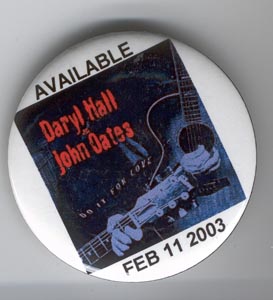 AVAILABLE
Daryl Hall
John Oates
DO IT FOR LOVE
FEB 11 2003